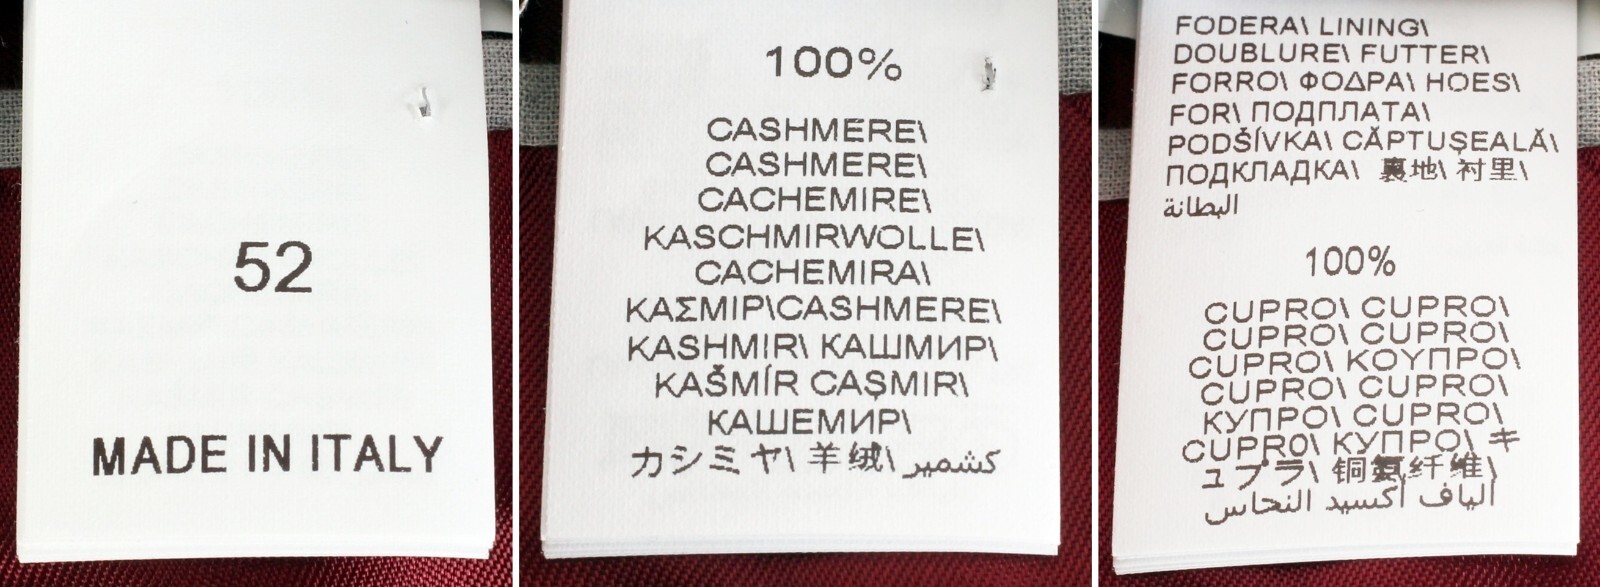 52
MADE IN ITALY
100%
CASHMERE\
CASHMERE\
CACHEMIRE\
KASCHMIRWOLLE\
CACHEMIRA\
ΚΑΣΜΙΡ\CASHMERE\
KASHMIR\ КАШМИР\
KAŠMÍR CAȘMIR\
КАШЕМИР\
カシミヤ\ 羊绒\ كشمير
FODERA\ LINING\
DOUBLURE\ FUTTER\
FORRO\ ΦΟΔΡΑ\ HOES\
FOR\ ПОДПЛАТА\
PODŠÍVKA\ CĂPTUȘEALĂ\
ПОДКЛАДКА\ 裏地\ 衬里\
البطانة
100%
CUPRO\ CUPRO\
CUPRO\ CUPRO\
CUPRO\ ΚΟΥΠΡΟ\
CUPRO\ CUPRO\
КУПРО\ CUPRO\
CUPRO\ КУПРО\ キ
ュプラ\ 铜氨纤维\
ألياف أكسيد النحاس